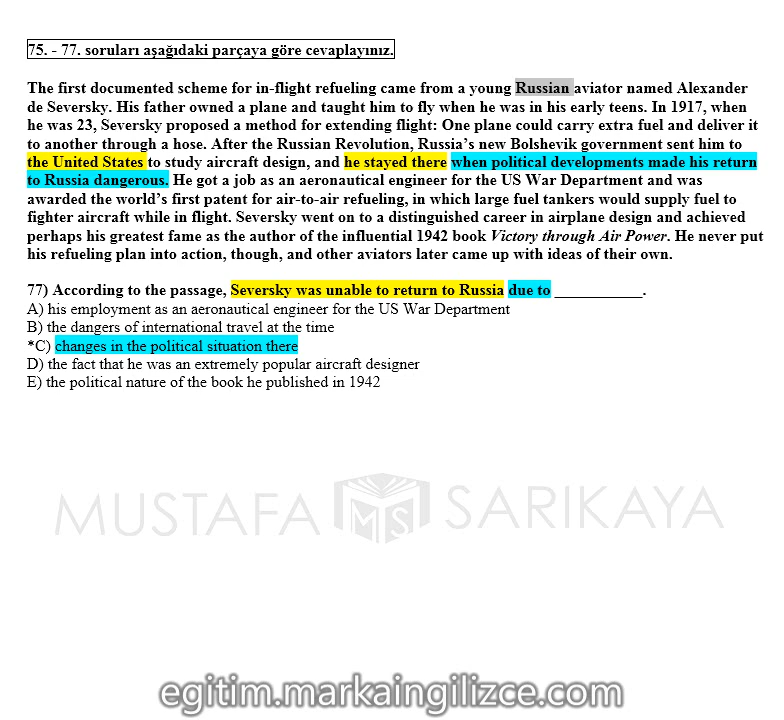 75. - 77. soruları aşağıdaki parçaya göre cevaplayınız.
The first documented scheme for in-flight refueling came from a young Russian aviator named Alexander
de Seversky. His father owned a plane and taught him to fly when he was in his early teens. In 1917, when
he was 23, Seversky proposed a method for extending flight: One plane could carry extra fuel and deliver it
to another through a hose. After the Russian Revolution, Russia’s new Bolshevik government sent him to
the United States to study aircraft design, and he stayed there when political developments made his return
to Russia dangerous. He got a job as an aeronautical engineer for the US War Department and was
awarded the world’s first patent for air-to-air refueling, in which large fuel tankers would supply fuel to
fighter aircraft while in flight. Seversky went on to a distinguished career in airplane design and achieved
perhaps his greatest fame as the author of the influential 1942 book Victory through Air Power. He never put
his refueling plan into action, though, and other aviators later came up with ideas of their own.
77) According to the passage, Seversky was unable to return to Russia due to ____________.
A) his employment as an aeronautical engineer for the US War Department
B) the dangers of international travel at the time
*C) changes in the political situation there
D) the fact that he was an extremely popular aircraft designer
E) the political nature of the book he published in 1942
MUSTAFA MS SARIKAYA
egitim.markaingilizce.com